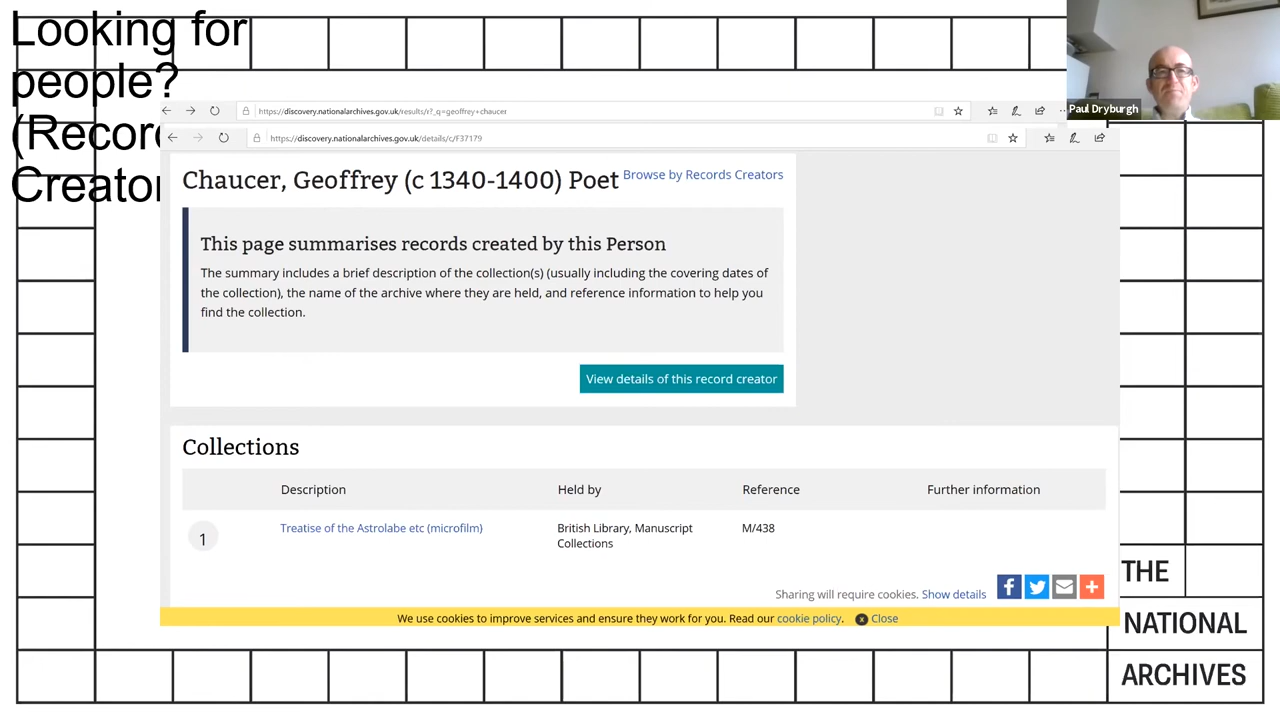 Looking for
people?
(Recor
Creator
Paul Dryburgh
https://discovery.nationalarchives.gov.uk/results/r?_q=geoffrey+chaucer
https://discovery.nationalarchives.gov.uk/details/c/F37179
Chaucer, Geoffrey (c 1340-1400) Poet
Browse by Records Creators
This page summarises records created by this Person
The summary includes a brief description of the collection(s) (usually including the covering dates of
the collection), the name of the archive where they are held, and reference information to help you
find the collection.
View details of this record creator
Collections
Description Held by Reference Further information
1 Treatise of the Astrolabe etc (microfilm) British Library, Manuscript M/438
Collections
Sharing will require cookies. Show details
We use cookies to improve services and ensure they work for you. Read our cookie policy. x Close
THE
NATIONAL
ARCHIVES